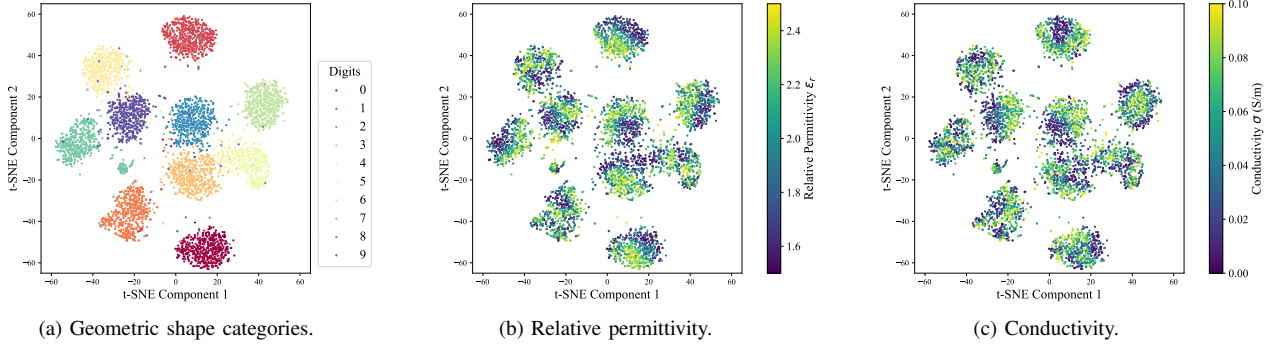 60
40
20
0
−20
−40
−60
t-SNE Component 2
−60 −40 −20 0 20 40 60
t-SNE Component 1
Digits
0
1
2
3
4
5
6
7
8
9
(a) Geometric shape categories.
60
40
20
0
−20
−40
−60
t-SNE Component 2
−60 −40 −20 0 20 40 60
t-SNE Component 1
2.4
2.2
2.0
1.8
1.6
Relative Permittivity εr
(b) Relative permittivity.
60
40
20
0
−20
−40
−60
t-SNE Component 2
−60 −40 −20 0 20 40 60
t-SNE Component 1
0.10
0.08
0.06
0.04
0.02
0.00
Conductivity σ (S/m)
(c) Conductivity.